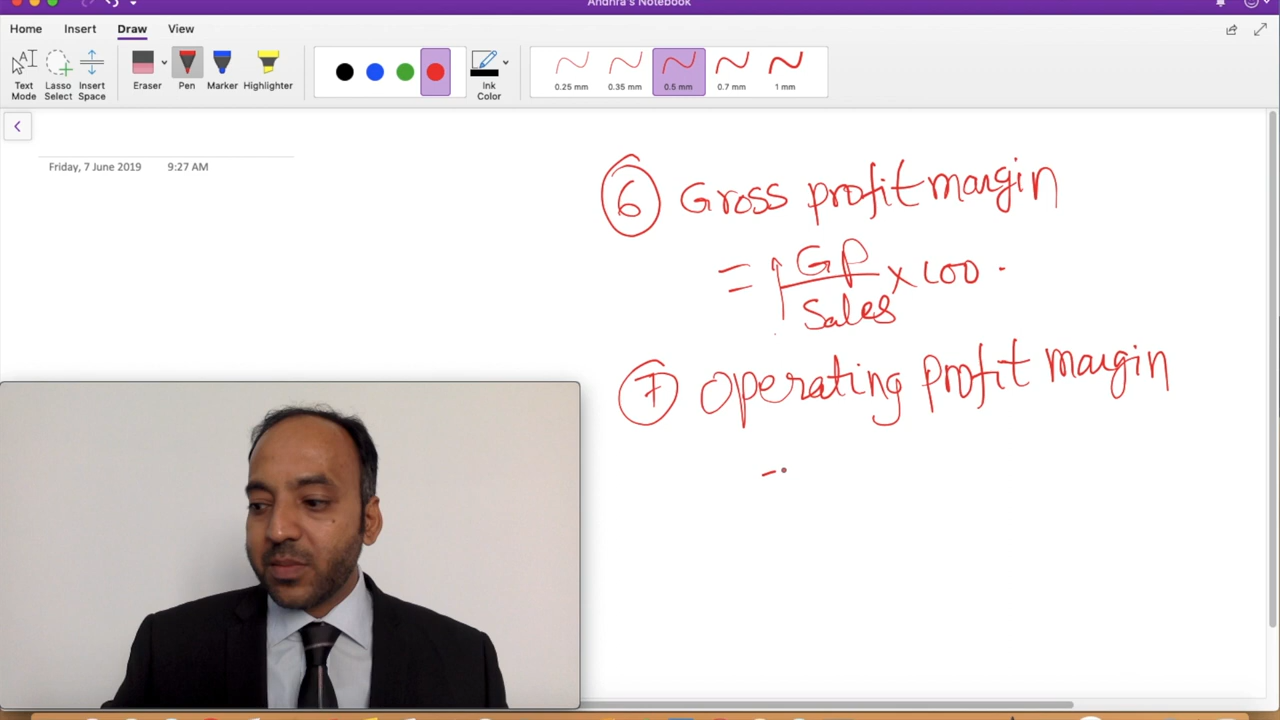 Andhra's Notebook
Home Insert Draw View
Text Mode
Lasso Select
Insert Space
Eraser
Pen
Marker
Highlighter
Ink Color
0.25 mm
0.35 mm
0.5 mm
0.7 mm
1 mm
Friday, 7 June 2019 9:27 AM
6 Gross profit margin
= GP
Sales × 100
7 Operating profit margin